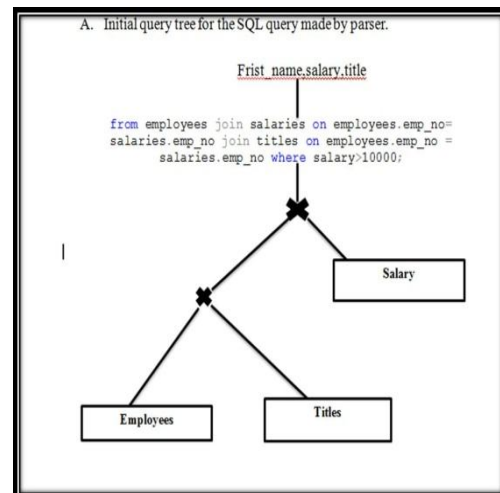 A. Initial query tree for the SQL query made by parser.
Frist_name,salary,title
from employees join salaries on employees.emp_no=
salaries.emp_no join titles on employees.emp_no =
salaries.emp_no where salary>10000;
Salary
Employees
Titles